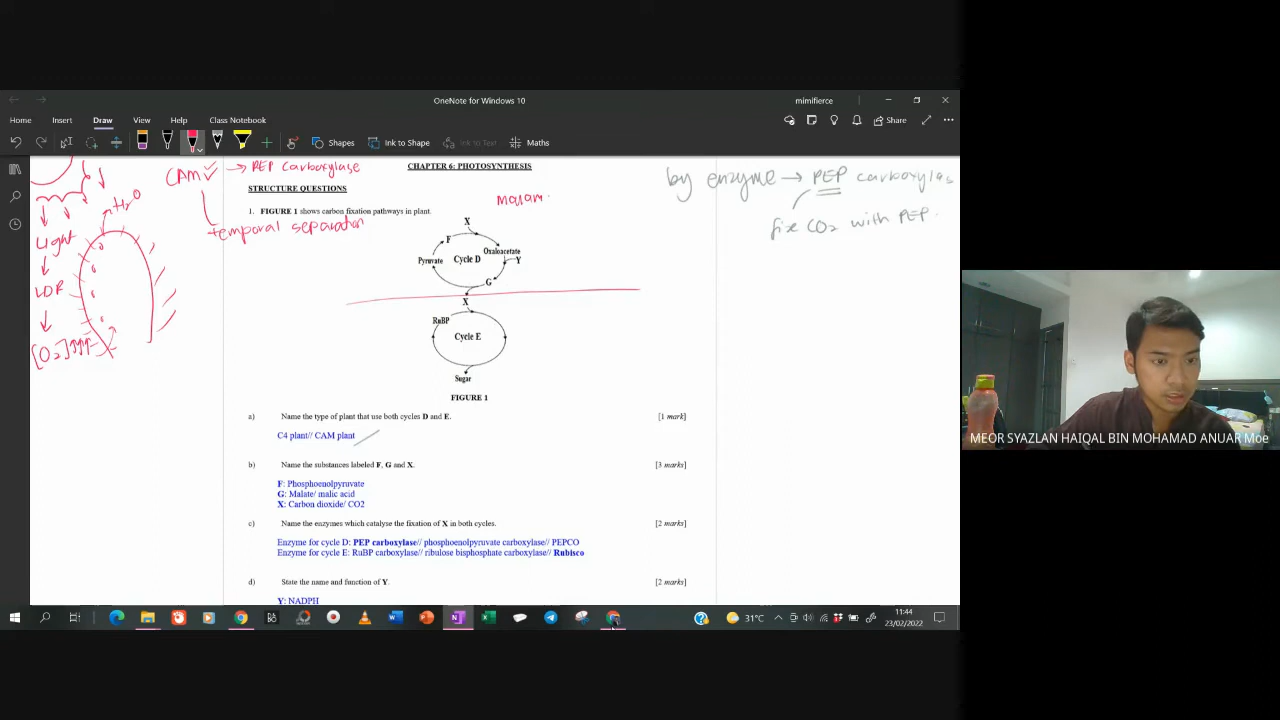 OneNote for Windows 10
mimifierce
Home Insert Draw View Help Class Notebook
Share
Shapes Ink to Shape Ink to Text Maths
CAM✓ → PEP carboxylase
temporal separation
H2O
Light
LDR
[O2]↑↑↑
CHAPTER 6: PHOTOSYNTHESIS
STRUCTURE QUESTIONS
malam
1. FIGURE 1 shows carbon fixation pathways in plant.
X
F
Oxaloacetate
Pyruvate
Cycle D
Y
G
X
RuBP
Cycle E
Sugar
FIGURE 1
by enzyme → PEP carboxylas
fix CO2 with PEP.
a) Name the type of plant that use both cycles D and E. [1 mark]
C4 plant// CAM plant
b) Name the substances labeled F, G and X. [3 marks]
F: Phosphoenolpyruvate
G: Malate/ malic acid
X: Carbon dioxide/ CO2
c) Name the enzymes which catalyse the fixation of X in both cycles. [2 marks]
Enzyme for cycle D: PEP carboxylase// phosphoenolpyruvate carboxylase// PEPCO
Enzyme for cycle E: RuBP carboxylase// ribulose bisphosphate carboxylase// Rubisco
d) State the name and function of Y. [2 marks]
Y: NADPH
MEOR SYAZLAN HAIQAL BIN MOHAMAD ANUAR Moe
31°C
11:44
23/02/2022